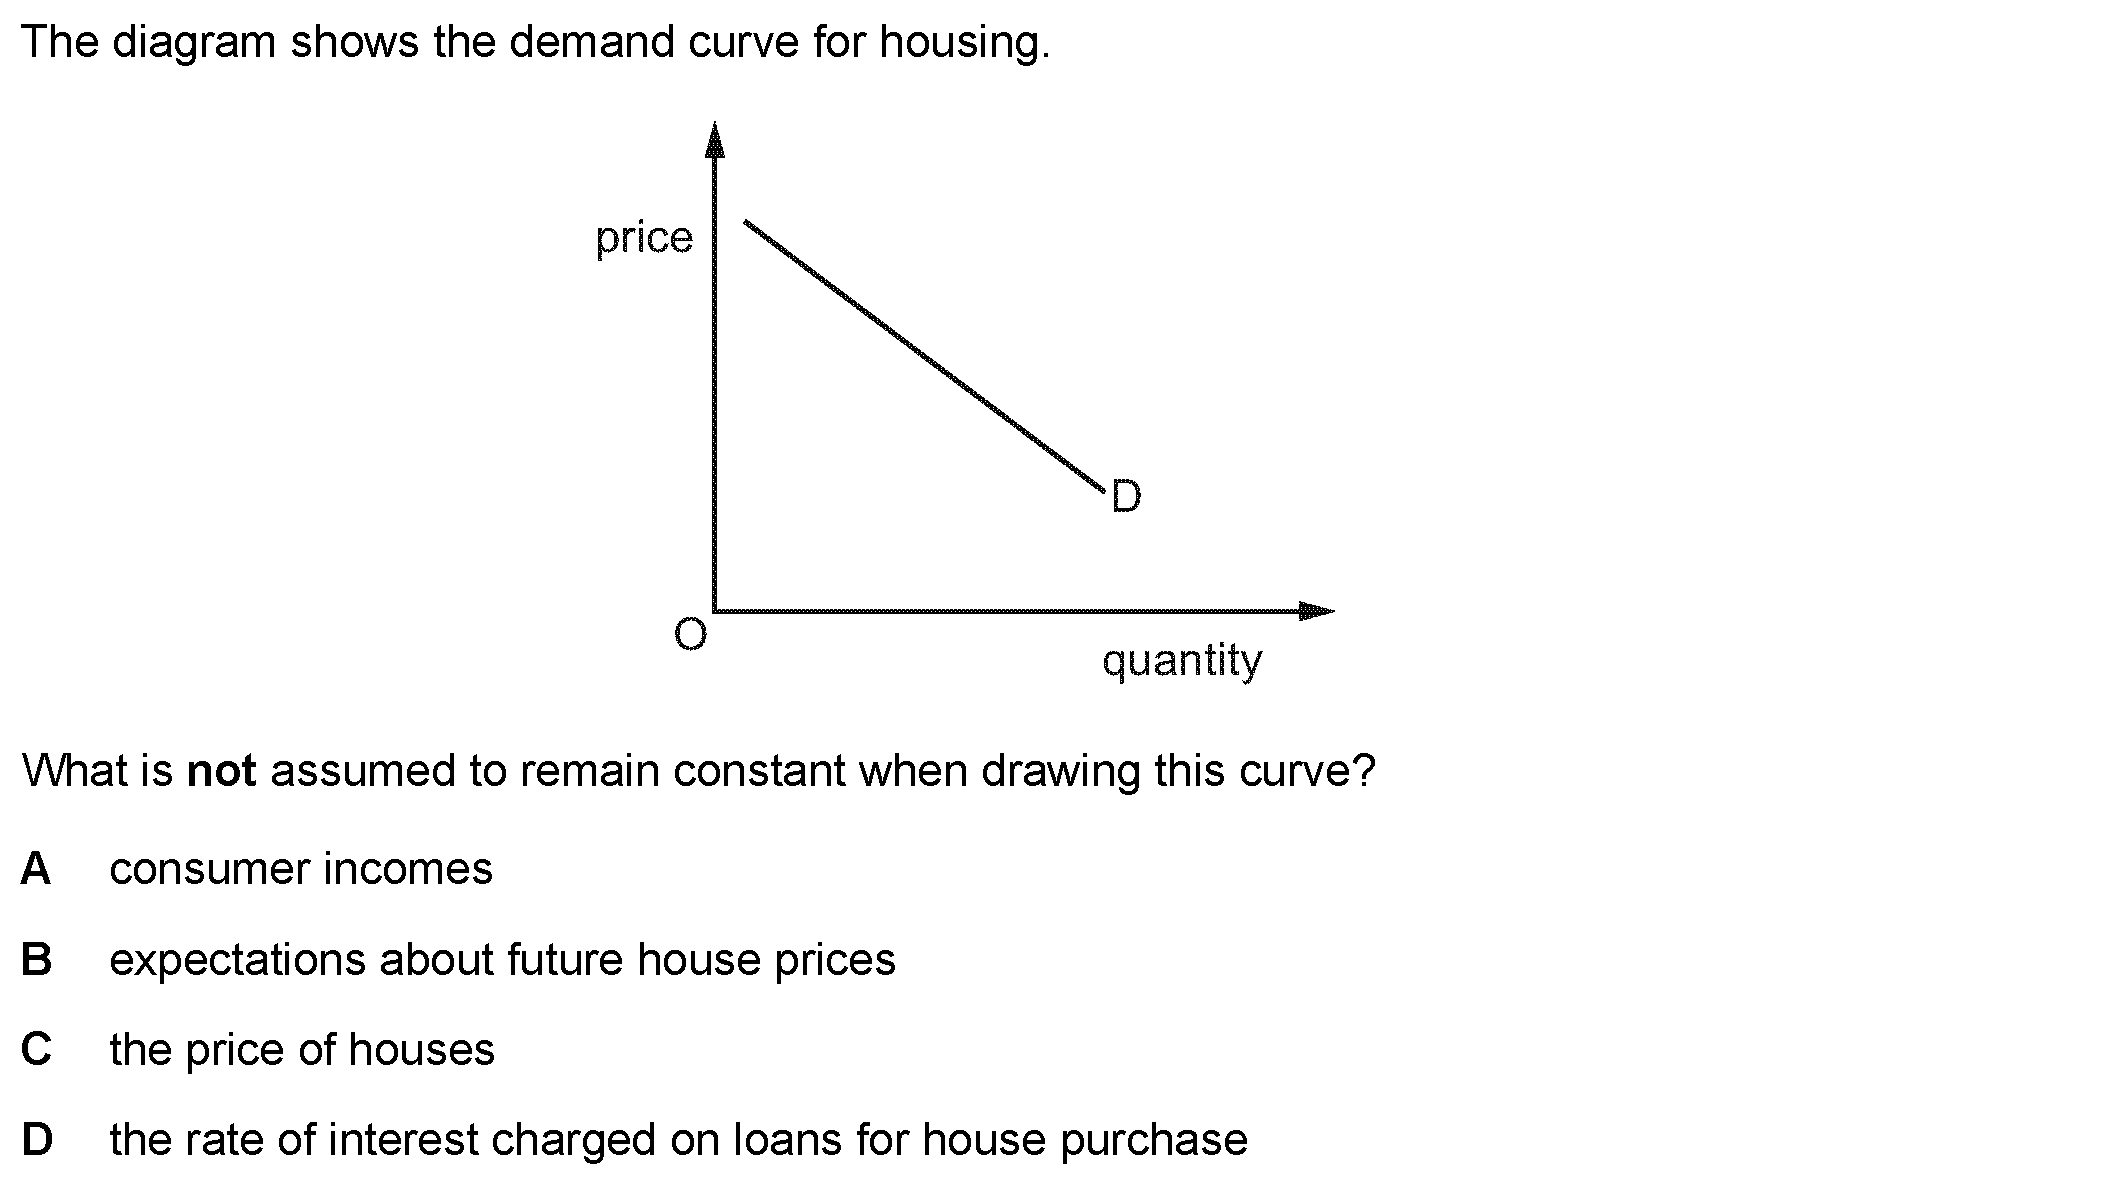 The diagram shows the demand curve for housing.
price
D
O
quantity
What is not assumed to remain constant when drawing this curve?
A consumer incomes
B expectations about future house prices
C the price of houses
D the rate of interest charged on loans for house purchase